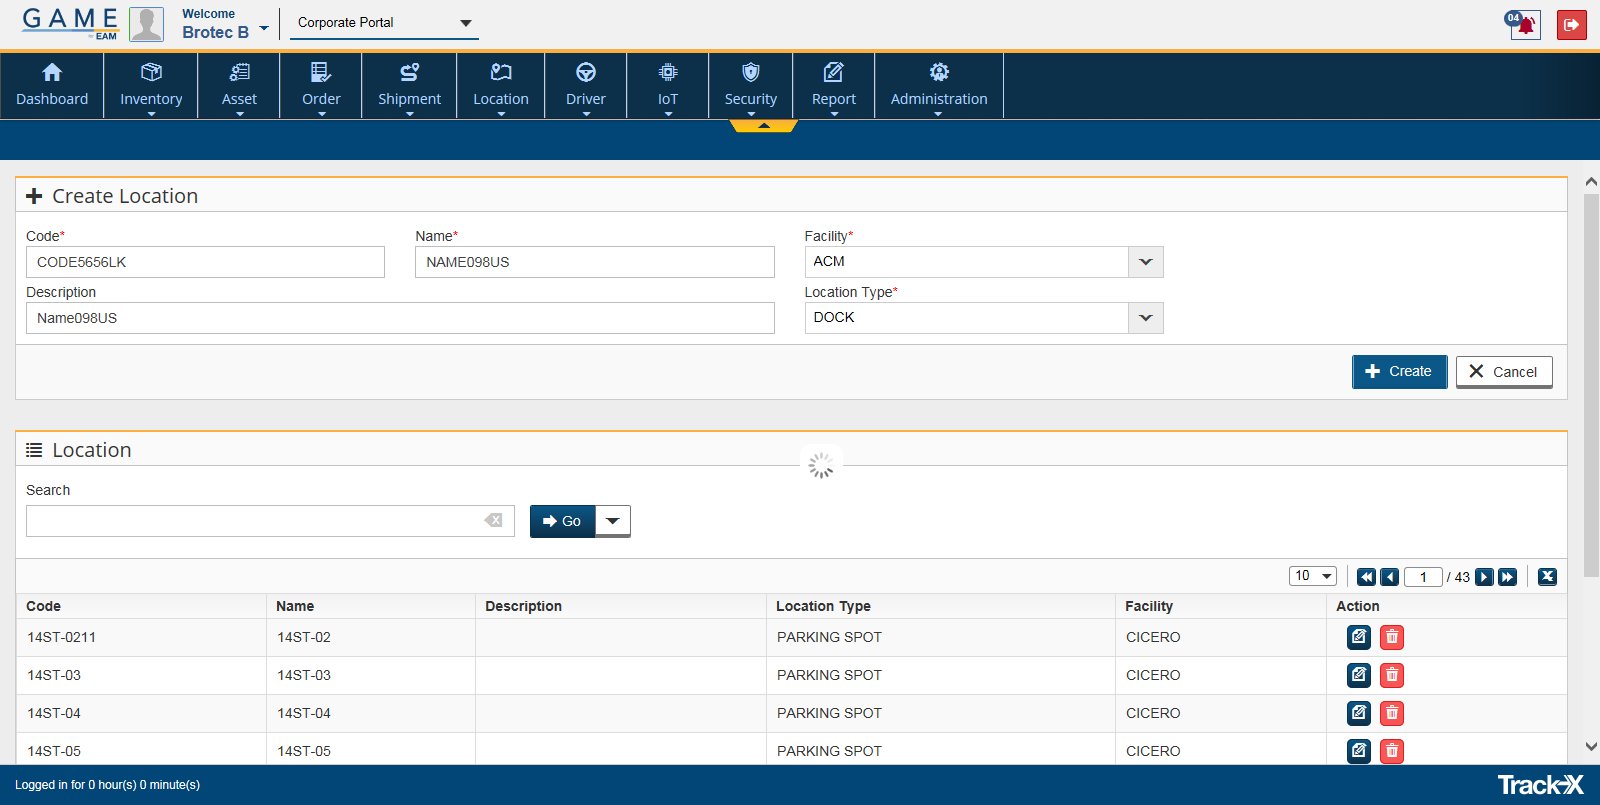 GAME
EAM
Welcome
Brotec B
Corporate Portal
04
Dashboard
Inventory
Asset
Order
Shipment
Location
Driver
IoT
Security
Report
Administration
Create Location
Code*
Name*
Facility*
CODE5656LK
NAME098US
ACM
Description
Location Type*
Name098US
DOCK
Create
Cancel
Location
Search
Go
10
1 / 43
Code Name Description Location Type Facility Action
14ST-0211 14ST-02 PARKING SPOT CICERO
14ST-03 14ST-03 PARKING SPOT CICERO
14ST-04 14ST-04 PARKING SPOT CICERO
14ST-05 14ST-05 PARKING SPOT CICERO
Logged in for 0 hour(s) 0 minute(s)
Track-X